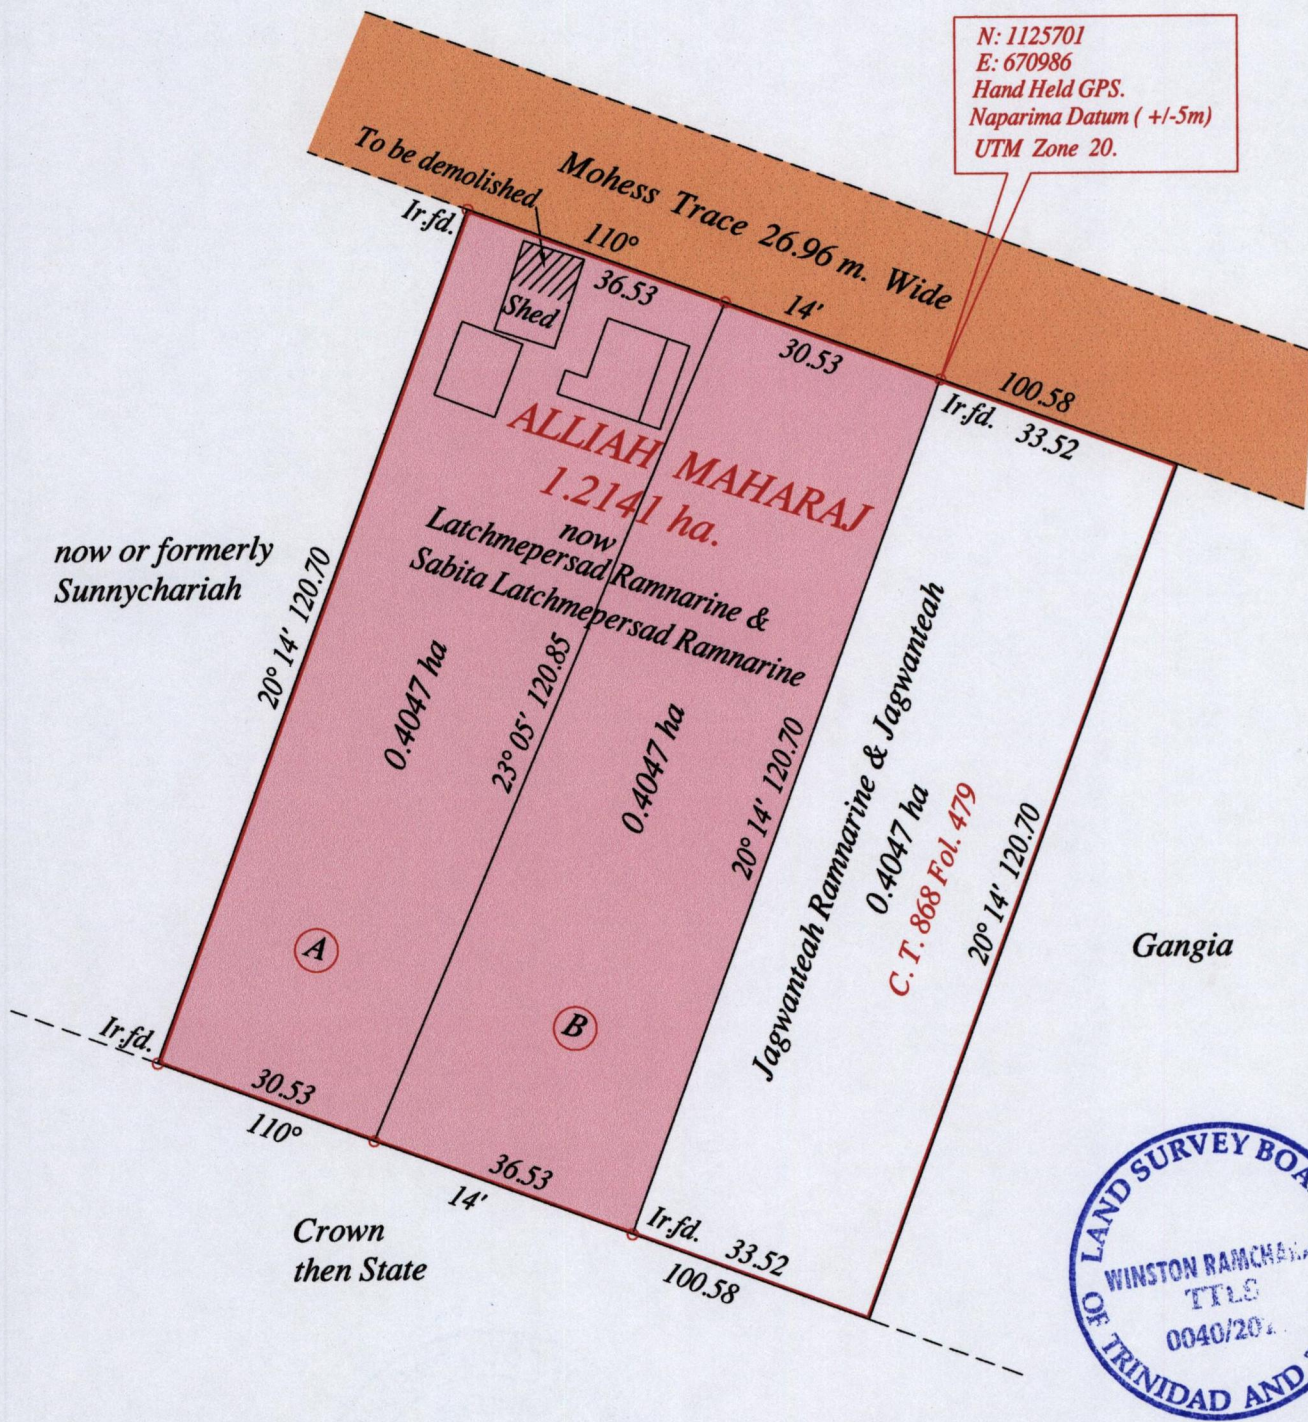 N: 1125701
E: 670986
Hand Held GPS.
Naparima Datum ( +/-5m)
UTM Zone 20.
To be demolished
Mohess Trace 26.96 m. Wide
Ir.fd.
110°
14'
36.53
30.53
100.58
Ir.fd. 33.52
Shed
ALLIAH MAHARAJ
1.2141 ha.
now
Latchmepersad Ramnarine &
Sabita Latchmepersad Ramnarine
now or formerly
Sunnychariah
20° 14' 120.70
0.4047 ha
23° 05' 120.85
0.4047 ha
20° 14' 120.70
Jagwanteah Ramnarine & Jagwanteah
0.4047 ha
C. T. 868 Fol. 479
20° 14' 120.70
Gangia
A
B
Ir.fd.
30.53
110°
36.53
14'
Ir.fd. 33.52
100.58
Crown
then State
LAND SURVEY
OF TRINIDAD AND
WINSTON
TTLS